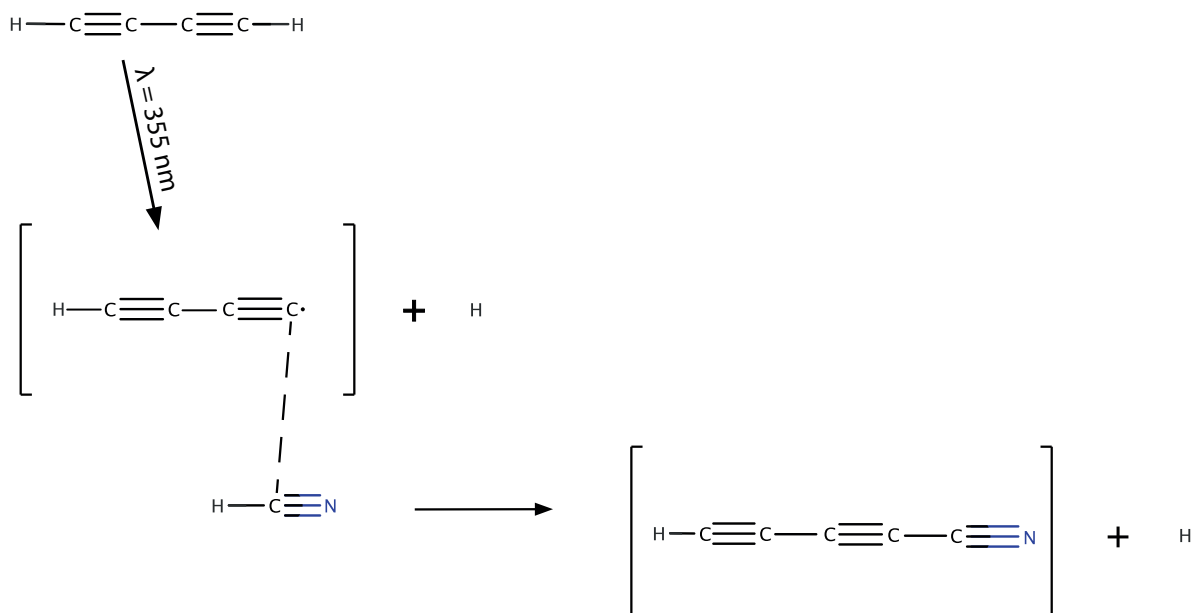 H C C C C H
λ = 355 nm
H C C C C· + H
H C N
H C C C C C N + H